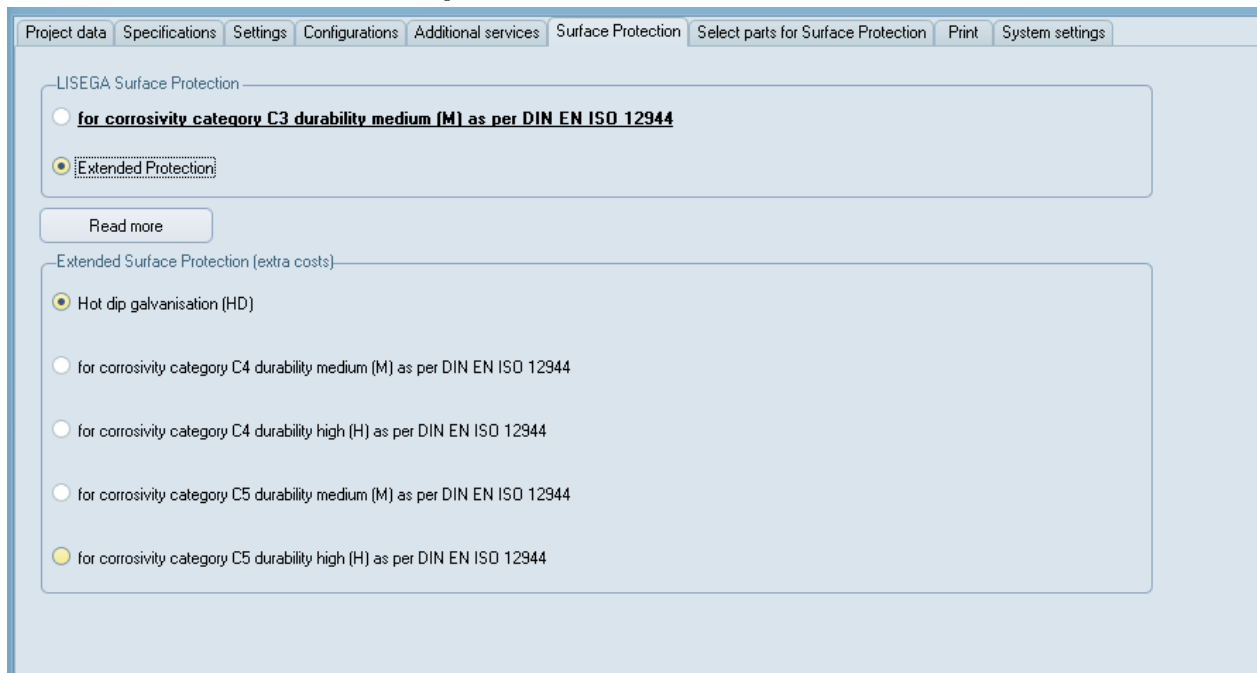 Project data Specifications Settings Configurations Additional services Surface Protection Select parts for Surface Protection Print System settings
LISEGA Surface Protection
for corrosivity category C3 durability medium (M) as per DIN EN ISO 12944
Extended Protection
Read more
Extended Surface Protection (extra costs)
Hot dip galvanisation (HD)
for corrosivity category C4 durability medium (M) as per DIN EN ISO 12944
for corrosivity category C4 durability high (H) as per DIN EN ISO 12944
for corrosivity category C5 durability medium (M) as per DIN EN ISO 12944
for corrosivity category C5 durability high (H) as per DIN EN ISO 12944